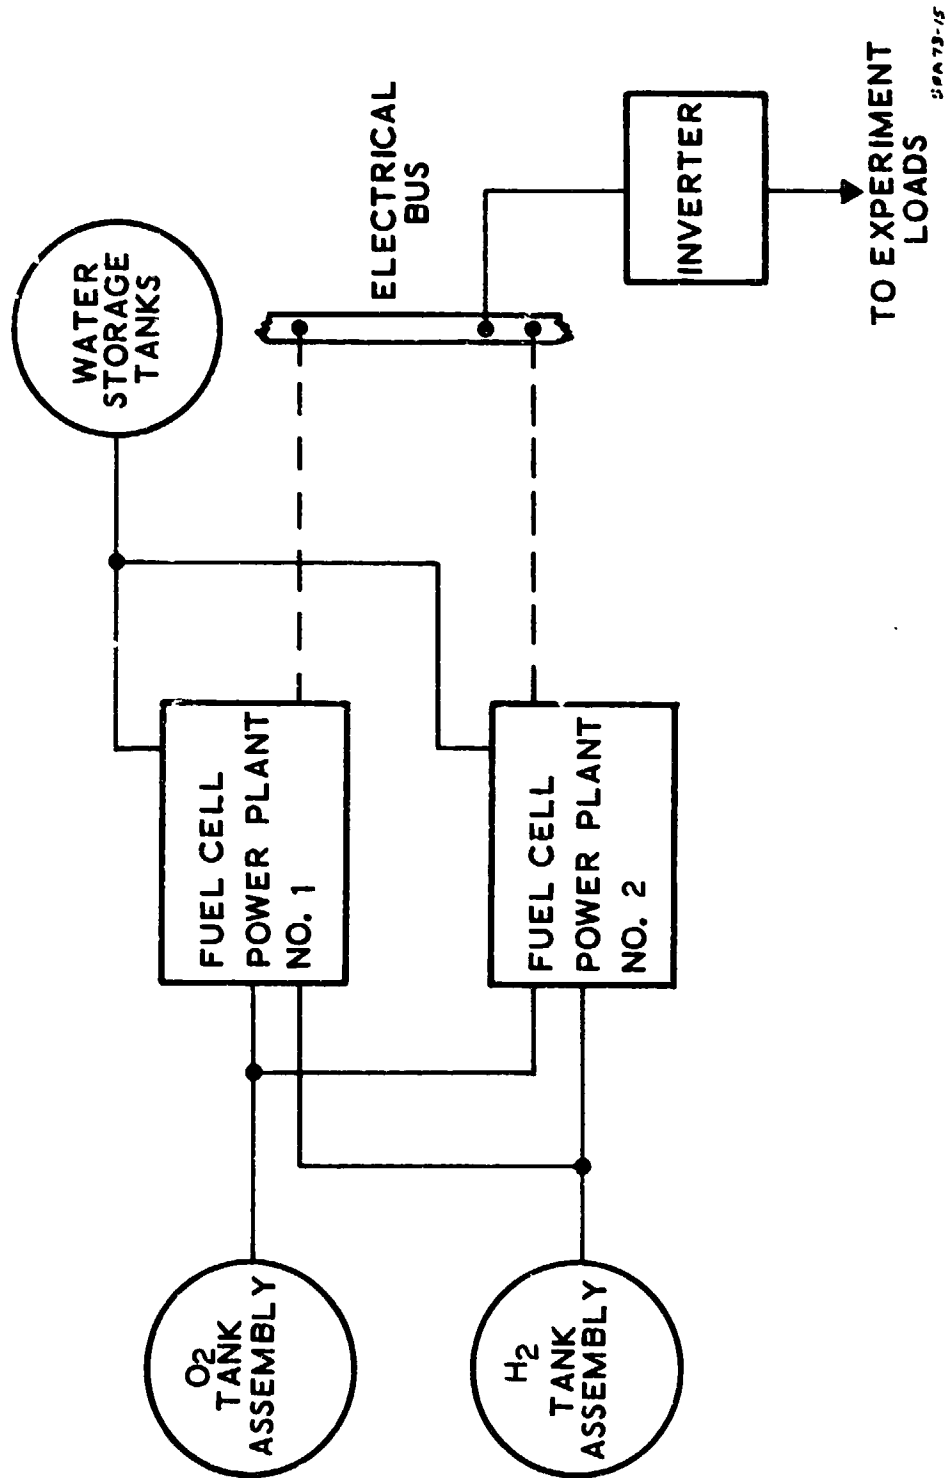 WATER
STORAGE
TANKS
ELECTRICAL
BUS
FUEL CELL
POWER PLANT
NO. 1
FUEL CELL
POWER PLANT
NO. 2
INVERTER
TO EXPERIMENT
LOADS
O2
TANK
ASSEMBLY
H2
TANK
ASSEMBLY